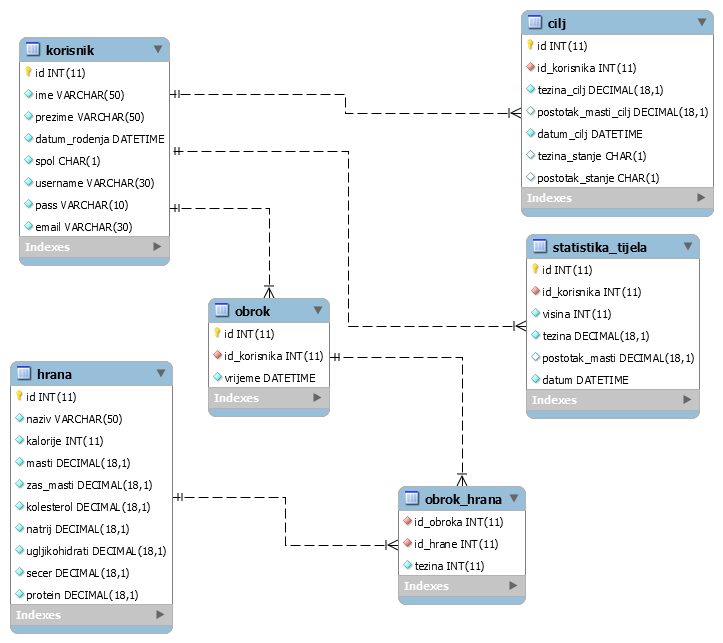 korisnik
id INT(11)
ime VARCHAR(50)
prezime VARCHAR(50)
datum_rodenja DATETIME
spol CHAR(1)
username VARCHAR(30)
pass VARCHAR(10)
email VARCHAR(30)
Indexes
cilj
id INT(11)
id_korisnika INT(11)
tezina_cilj DECIMAL(18,1)
postotak_masti_cilj DECIMAL(18,1)
datum_cilj DATETIME
tezina_stanje CHAR(1)
postotak_stanje CHAR(1)
Indexes
statistika_tijela
id INT(11)
id_korisnika INT(11)
visina INT(11)
tezina DECIMAL(18,1)
postotak_masti DECIMAL(18,1)
datum DATETIME
Indexes
obrok
id INT(11)
id_korisnika INT(11)
vrijeme DATETIME
Indexes
hrana
id INT(11)
naziv VARCHAR(50)
kalorije INT(11)
masti DECIMAL(18,1)
zas_masti DECIMAL(18,1)
kolesterol DECIMAL(18,1)
natrij DECIMAL(18,1)
ugljikohidrati DECIMAL(18,1)
secer DECIMAL(18,1)
protein DECIMAL(18,1)
Indexes
obrok_hrana
id_obroka INT(11)
id_hrane INT(11)
tezina INT(11)
Indexes